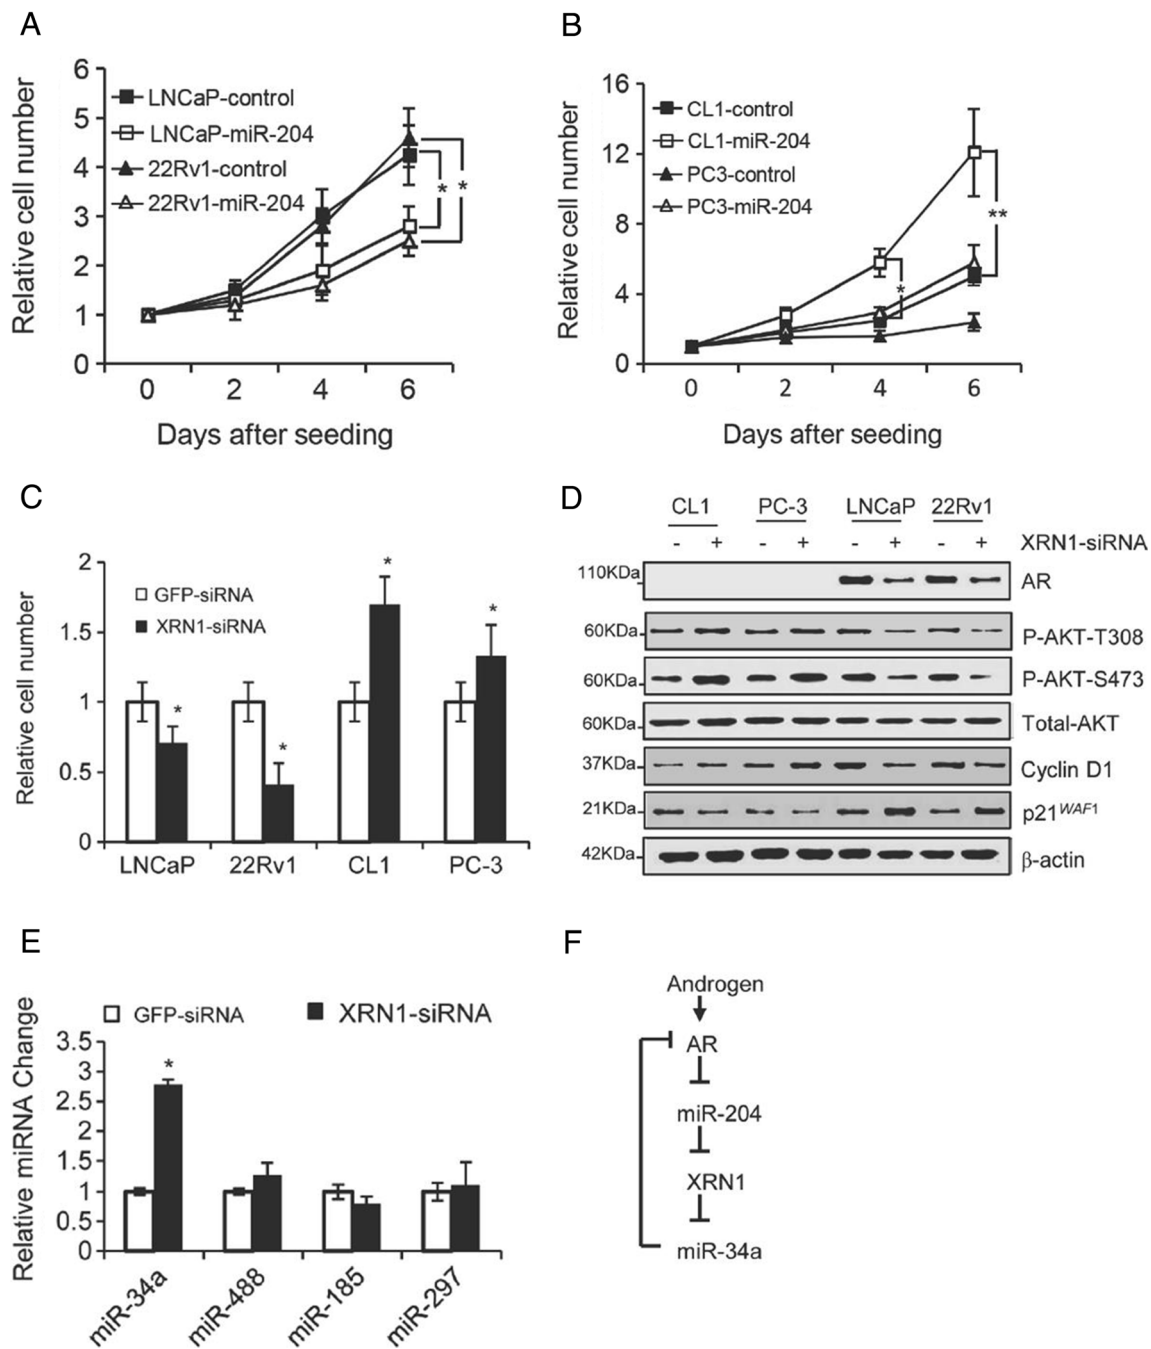 A
Relative cell number
6
5
4
3
2
1
0
LNCaP-control
LNCaP-miR-204
22Rv1-control
22Rv1-miR-204
* *
0 2 4 6
Days after seeding
B
Relative cell number
16
12
8
4
0
CL1-control
CL1-miR-204
PC3-control
PC3-miR-204
*
**
0 2 4 6
Days after seeding
C
Relative cell number
2
1.5
1
0.5
0
GFP-siRNA
XRN1-siRNA
* * * *
LNCaP 22Rv1 CL1 PC-3
D
CL1 PC-3 LNCaP 22Rv1
- + - + - + - + XRN1-siRNA
110KDa AR
60KDa P-AKT-T308
60KDa P-AKT-S473
60KDa Total-AKT
37KDa Cyclin D1
21KDa p21WAF1
42KDa β-actin
E
Relative miRNA Change
GFP-siRNA XRN1-siRNA
3.5
3
2.5
2
1.5
1
0.5
0
*
miR-34a miR-488 miR-185 miR-297
F
Androgen
AR
miR-204
XRN1
miR-34a